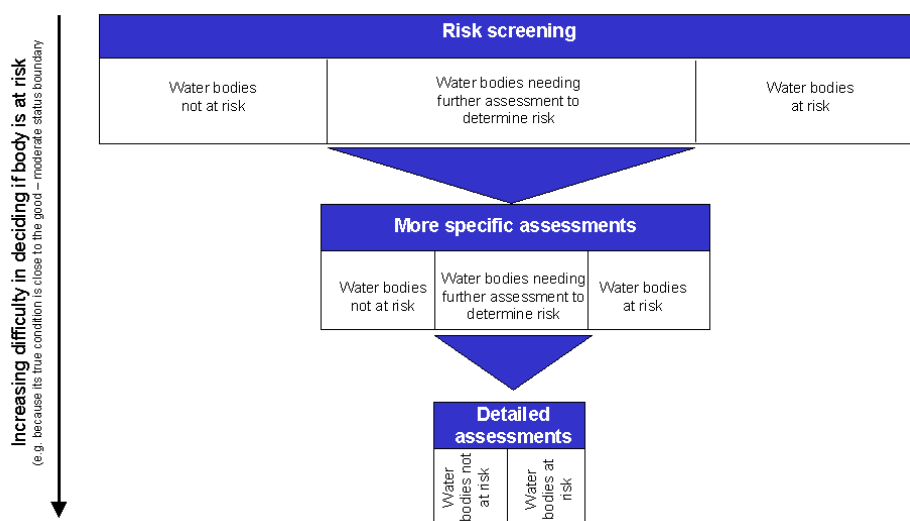 Increasing difficulty in deciding if body is at risk
(e.g. because its true condition is close to the good – moderate status boundary
Risk screening
Water bodies
not at risk
Water bodies needing
further assessment to
determine risk
Water bodies
at risk
More specific assessments
Water bodies
not at risk
Water bodies needing
further assessment to
determine risk
Water bodies
at risk
Detailed
assessments
Water
bodies not
at risk
Water
bodies at
risk